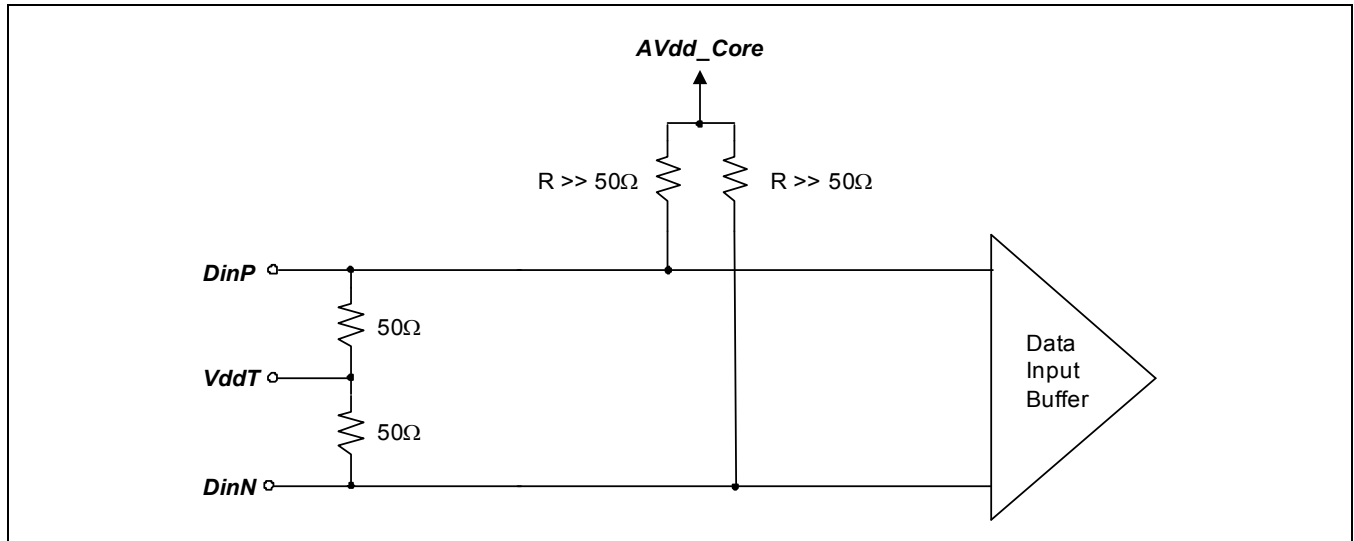 AVdd_Core
R >> 50Ω
R >> 50Ω
DinP
50Ω
VddT
50Ω
DinN
Data
Input
Buffer